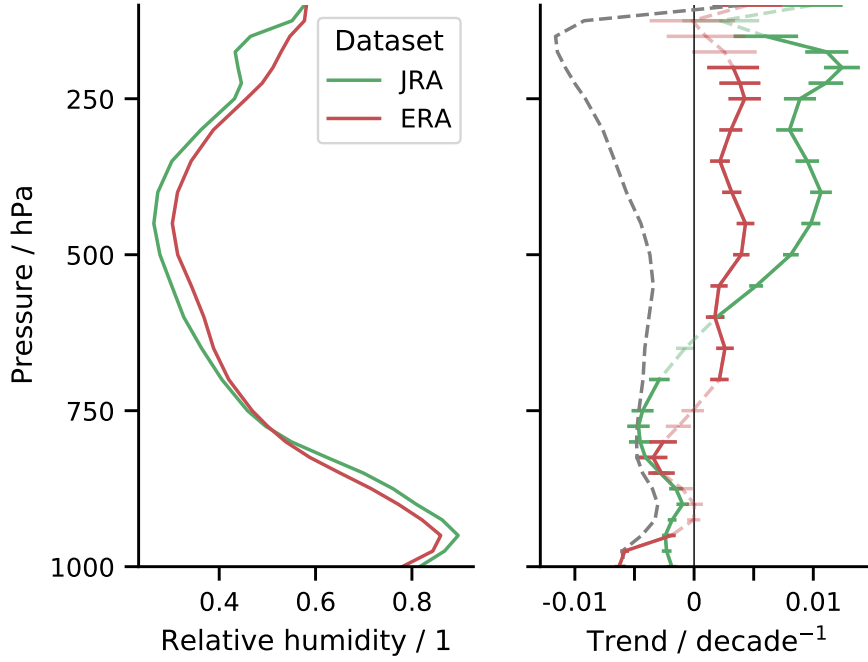 Dataset
JRA
ERA
250
500
750
1000
Pressure / hPa
0.4
0.6
0.8
Relative humidity / 1
-0.01
0
0.01
Trend / decade⁻¹